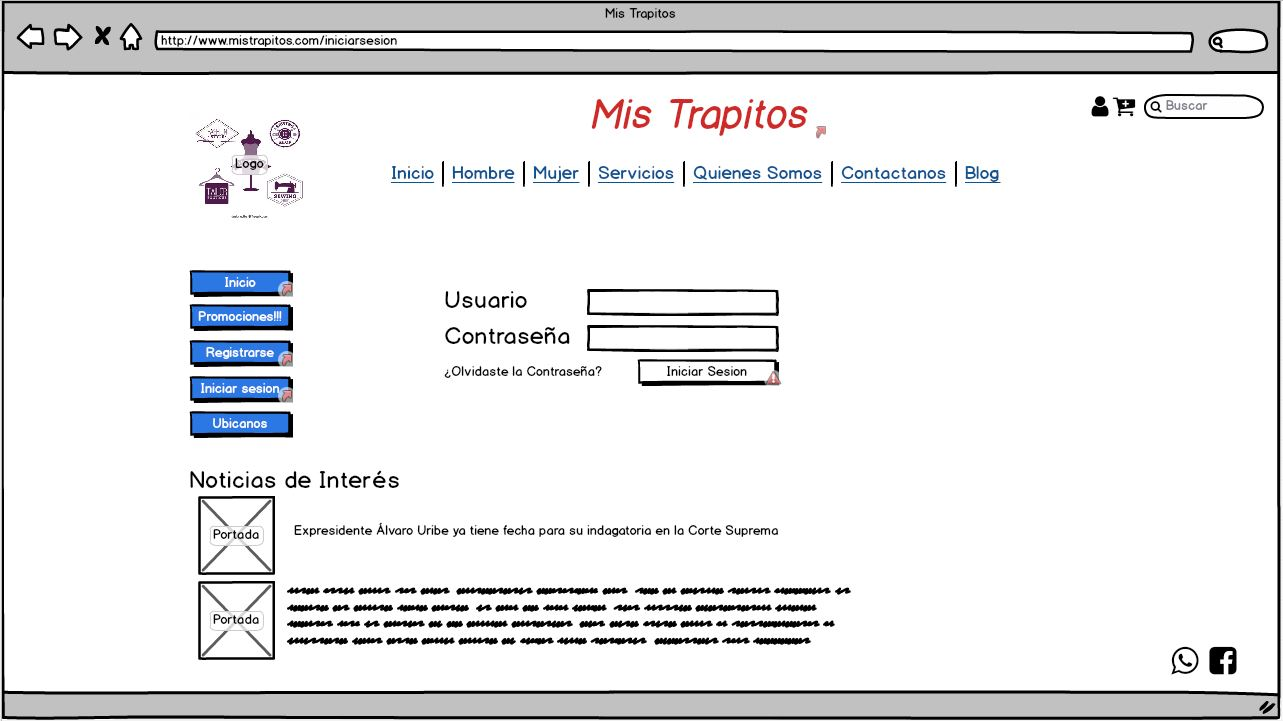 Mis Trapitos
http://www.mistrapitos.com/iniciarsesion
Mis Trapitos
Buscar
Logo
Inicio
Hombre
Mujer
Servicios
Quienes Somos
Contactanos
Blog
Inicio
Promociones!!!
Registrarse
Iniciar sesion
Ubicanos
Usuario
Contraseña
¿Olvidaste la Contraseña?
Iniciar Sesion
Noticias de Interés
Portada
Expresidente Álvaro Uribe ya tiene fecha para su indagatoria en la Corte Suprema
Portada